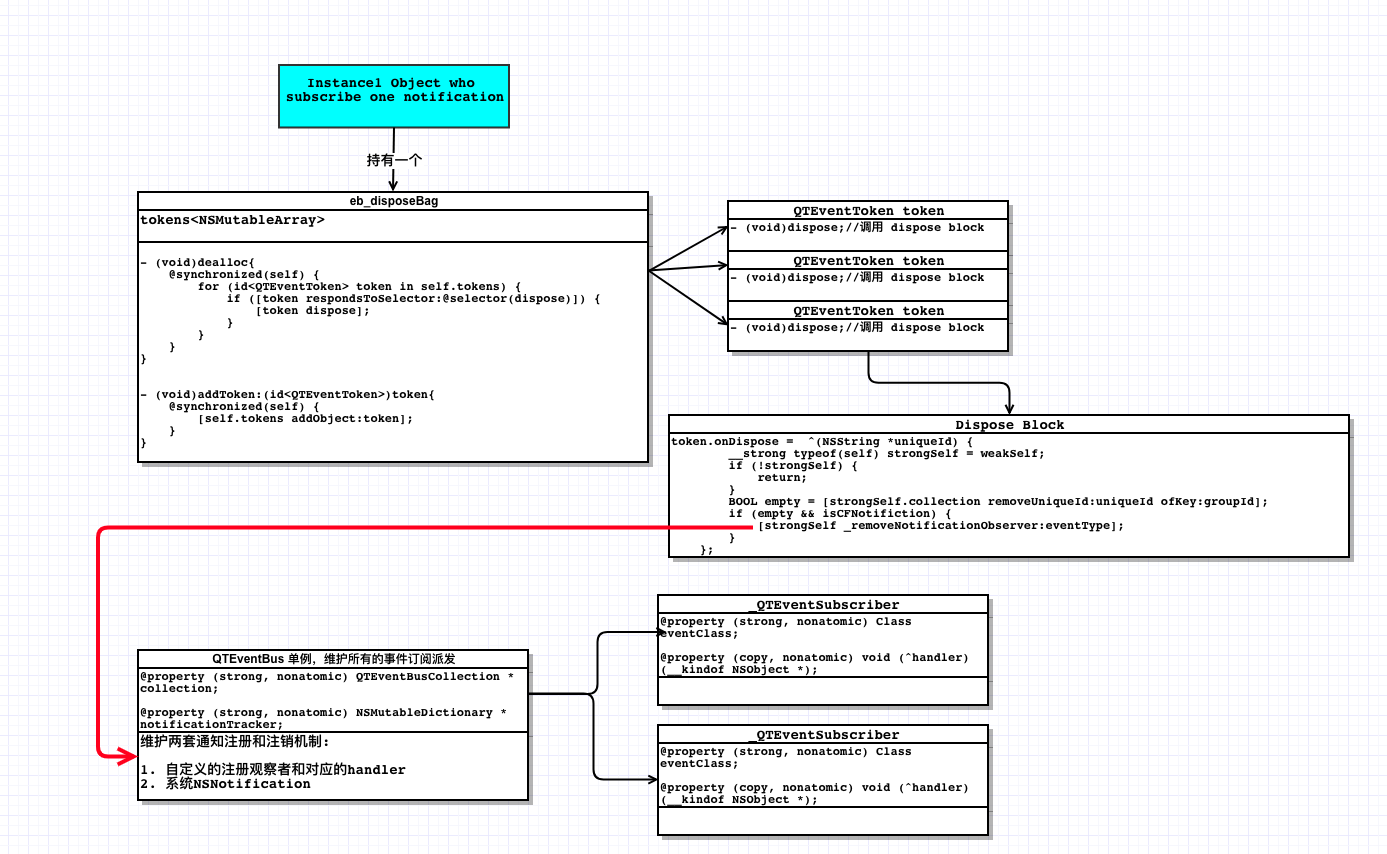 Instance1 Object who
subscribe one notification
持有一个
eb_disposeBag
tokens<NSMutableArray>
- (void)dealloc{
    @synchronized(self) {
        for (id<QTEventToken> token in self.tokens) {
            if ([token respondsToSelector:@selector(dispose)]) {
                [token dispose];
            }
        }
    }
}
- (void)addToken:(id<QTEventToken>)token{
    @synchronized(self) {
        [self.tokens addObject:token];
    }
}
QTEventToken token
- (void)dispose;//调用 dispose block
QTEventToken token
- (void)dispose;//调用 dispose block
QTEventToken token
- (void)dispose;//调用 dispose block
Dispose Block
token.onDispose =  ^(NSString *uniqueId) {
        __strong typeof(self) strongSelf = weakSelf;
        if (!strongSelf) {
            return;
        }
        BOOL empty = [strongSelf.collection removeUniqueId:uniqueId ofKey:groupId];
        if (empty && isCFNotifiction) {
            [strongSelf _removeNotificationObserver:eventType];
        }
    };
QTEventBus 单例，维护所有的事件订阅派发
@property (strong, nonatomic) QTEventBusCollection *
collection;
@property (strong, nonatomic) NSMutableDictionary *
notificationTracker;
维护两套通知注册和注销机制：
1. 自定义的注册观察者和对应的handler
2. 系统NSNotification
_QTEventSubscriber
@property (strong, nonatomic) Class
eventClass;
@property (copy, nonatomic) void (^handler)
(__kindof NSObject *);
_QTEventSubscriber
@property (strong, nonatomic) Class
eventClass;
@property (copy, nonatomic) void (^handler)
(__kindof NSObject *);